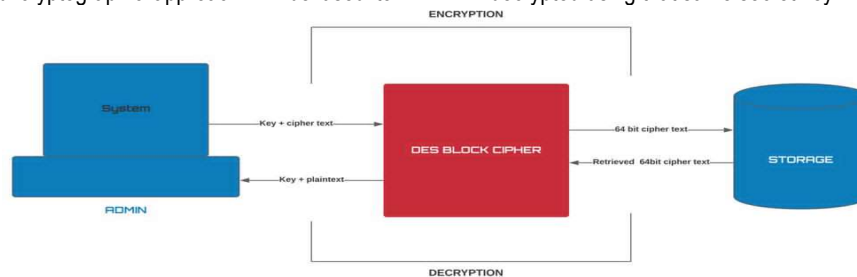 ENCRYPTION
System
Key + cipher text
64 bit cipher text
DES BLOCK CIPHER
STORAGE
Retrieved 64bit cipher text
Key + plaintext
ADMIN
DECRYPTION